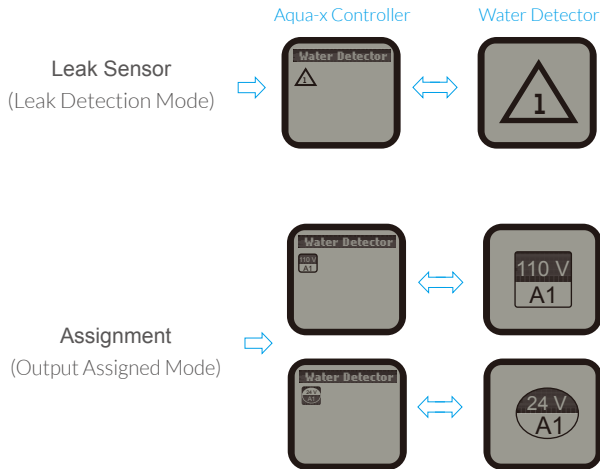 Aqua-x Controller
Water Detector
Leak Sensor
(Leak Detection Mode)
Water Detector
1
1
Assignment
(Output Assigned Mode)
Water Detector
110 V
A1
110 V
A1
Water Detector
24 V
A1
24 V
A1